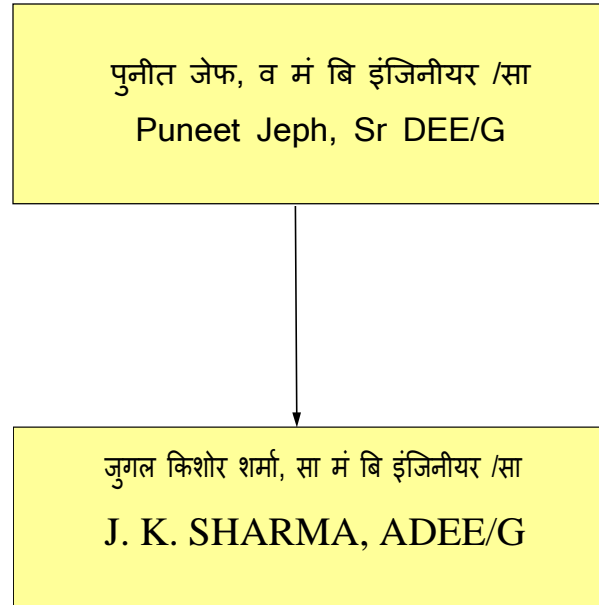 पुनीत जेफ, व मं बि इंजिनीयर /सा
Puneet Jeph, Sr DEE/G
जुगल किशोर शर्मा, सा मं बि इंजिनीयर /सा
J. K. SHARMA, ADEE/G